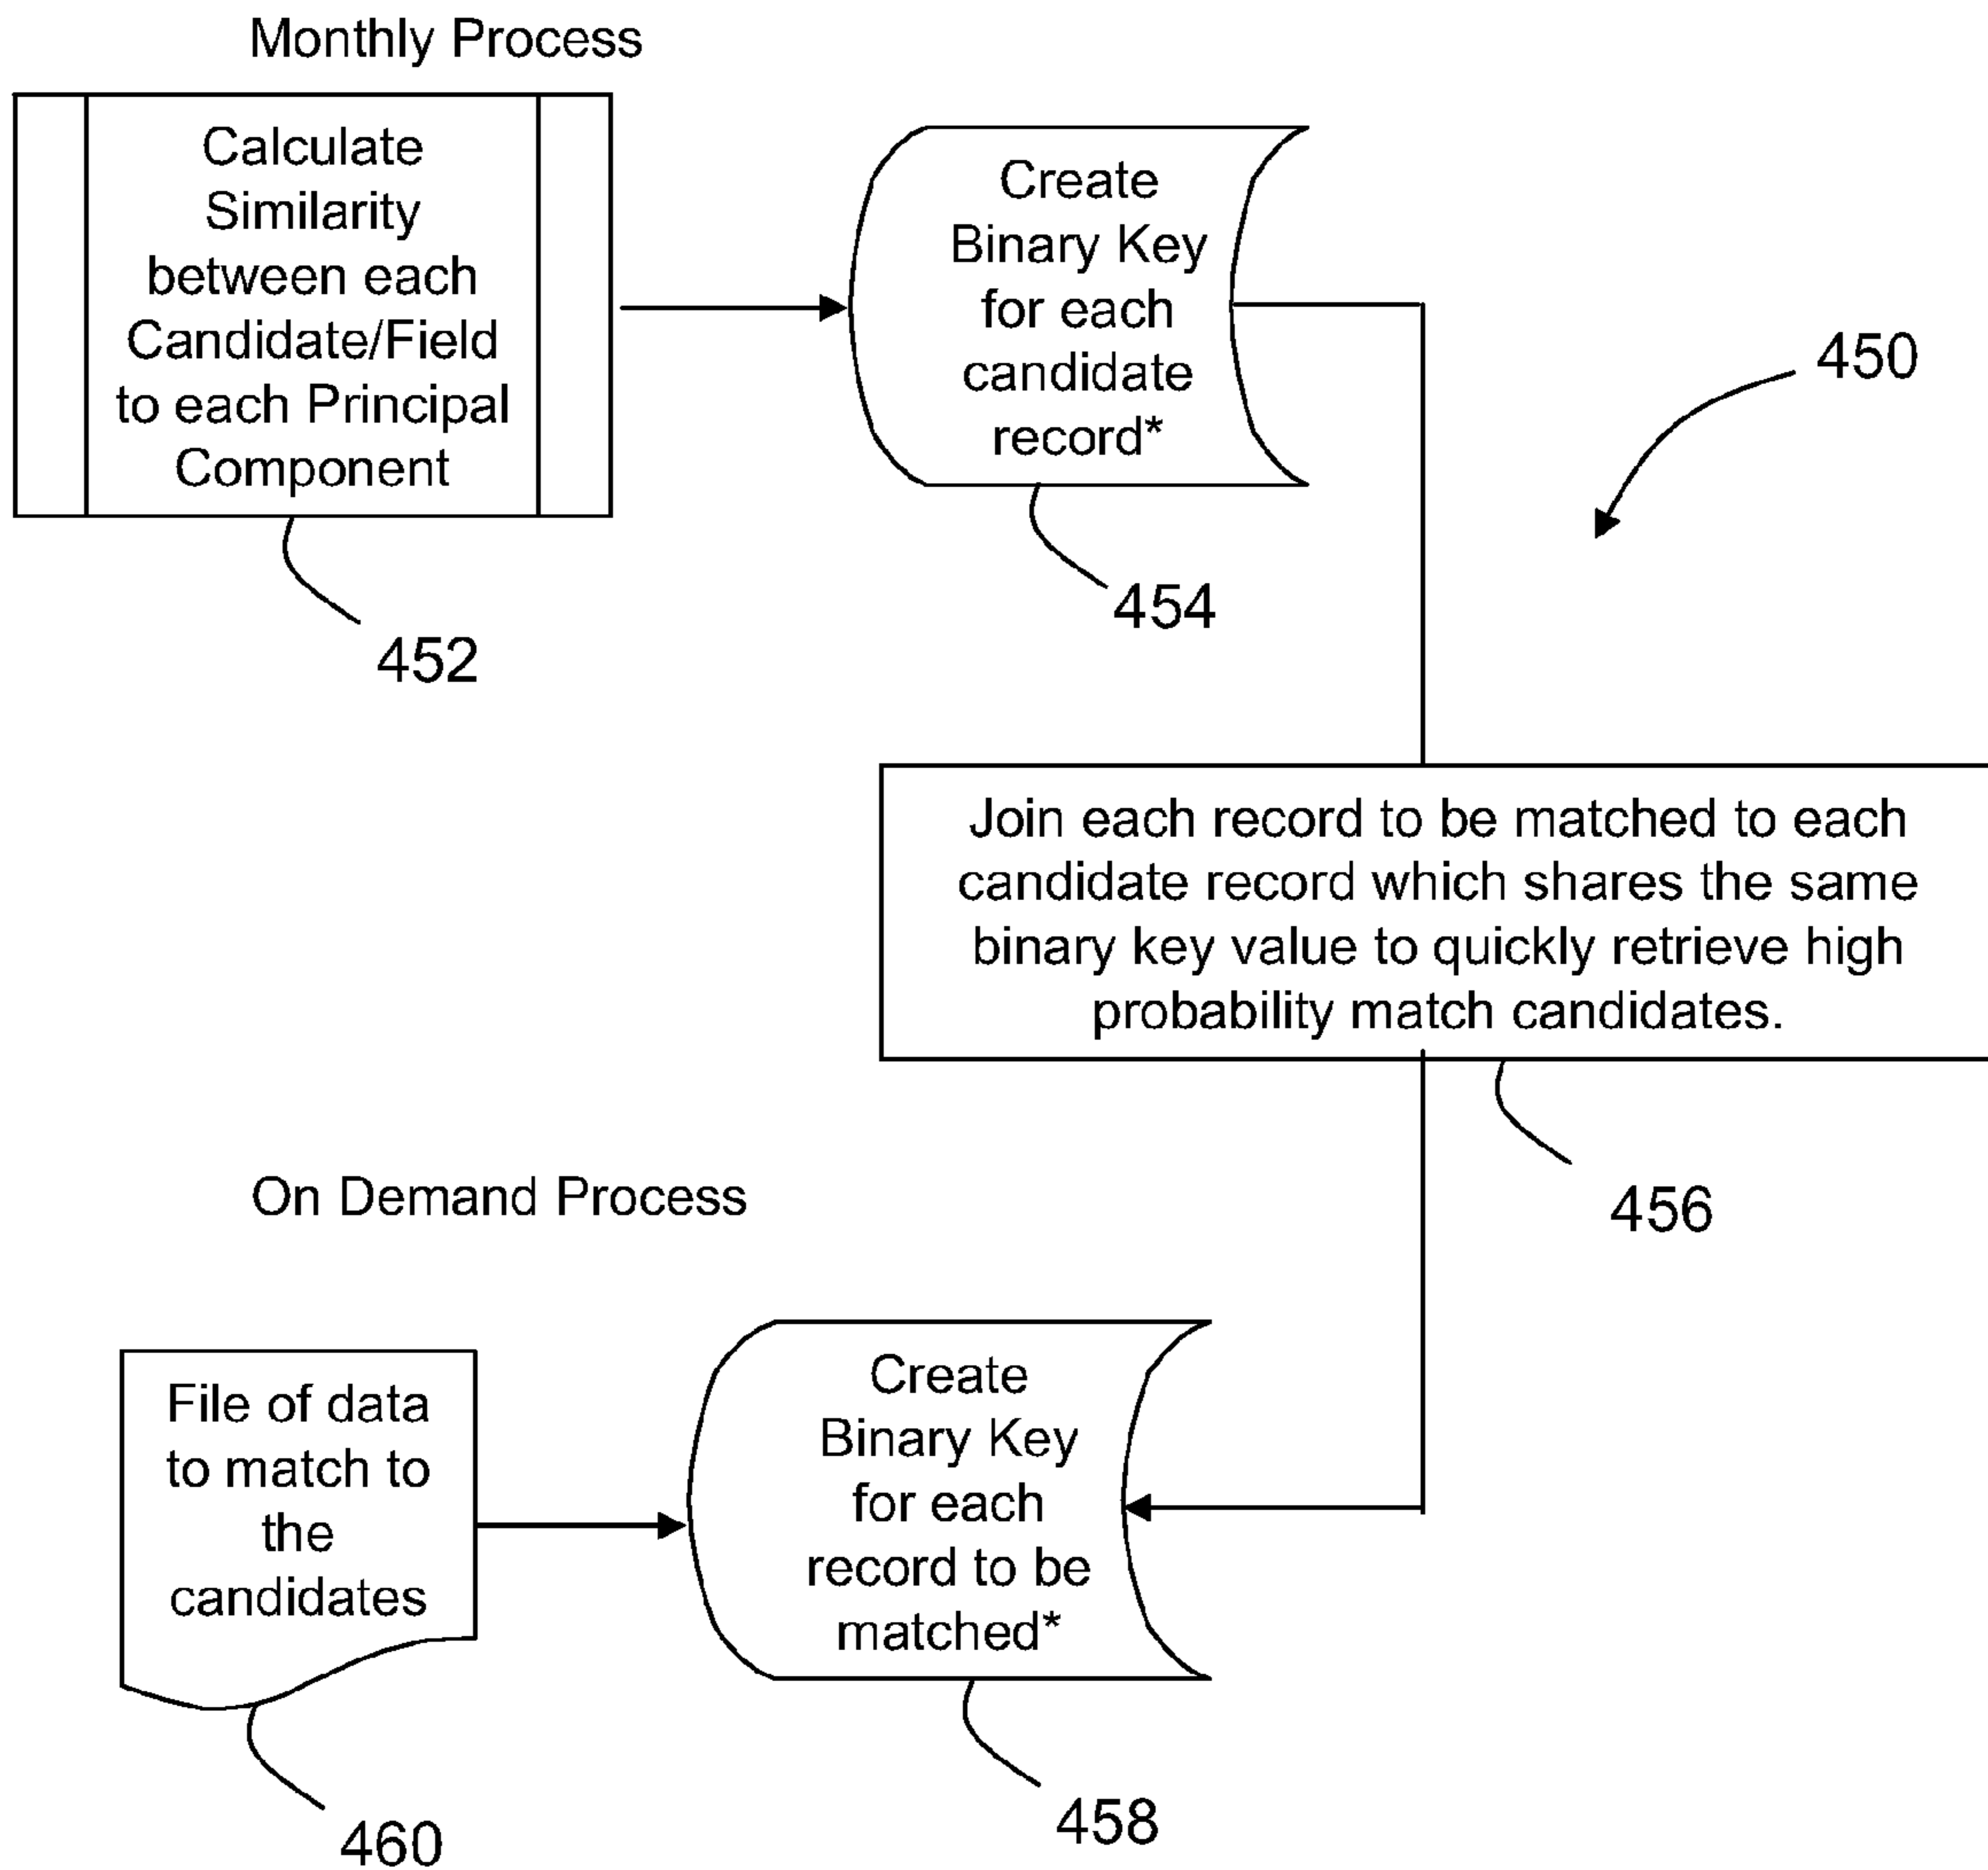 Monthly Process
Calculate
Similarity
between each
Candidate/Field
to each Principal
Component
452
Create
Binary Key
for each
candidate
record*
454
450
Join each record to be matched to each
candidate record which shares the same
binary key value to quickly retrieve high
probability match candidates.
456
On Demand Process
File of data
to match to
the
candidates
460
Create
Binary Key
for each
record to be
matched*
458